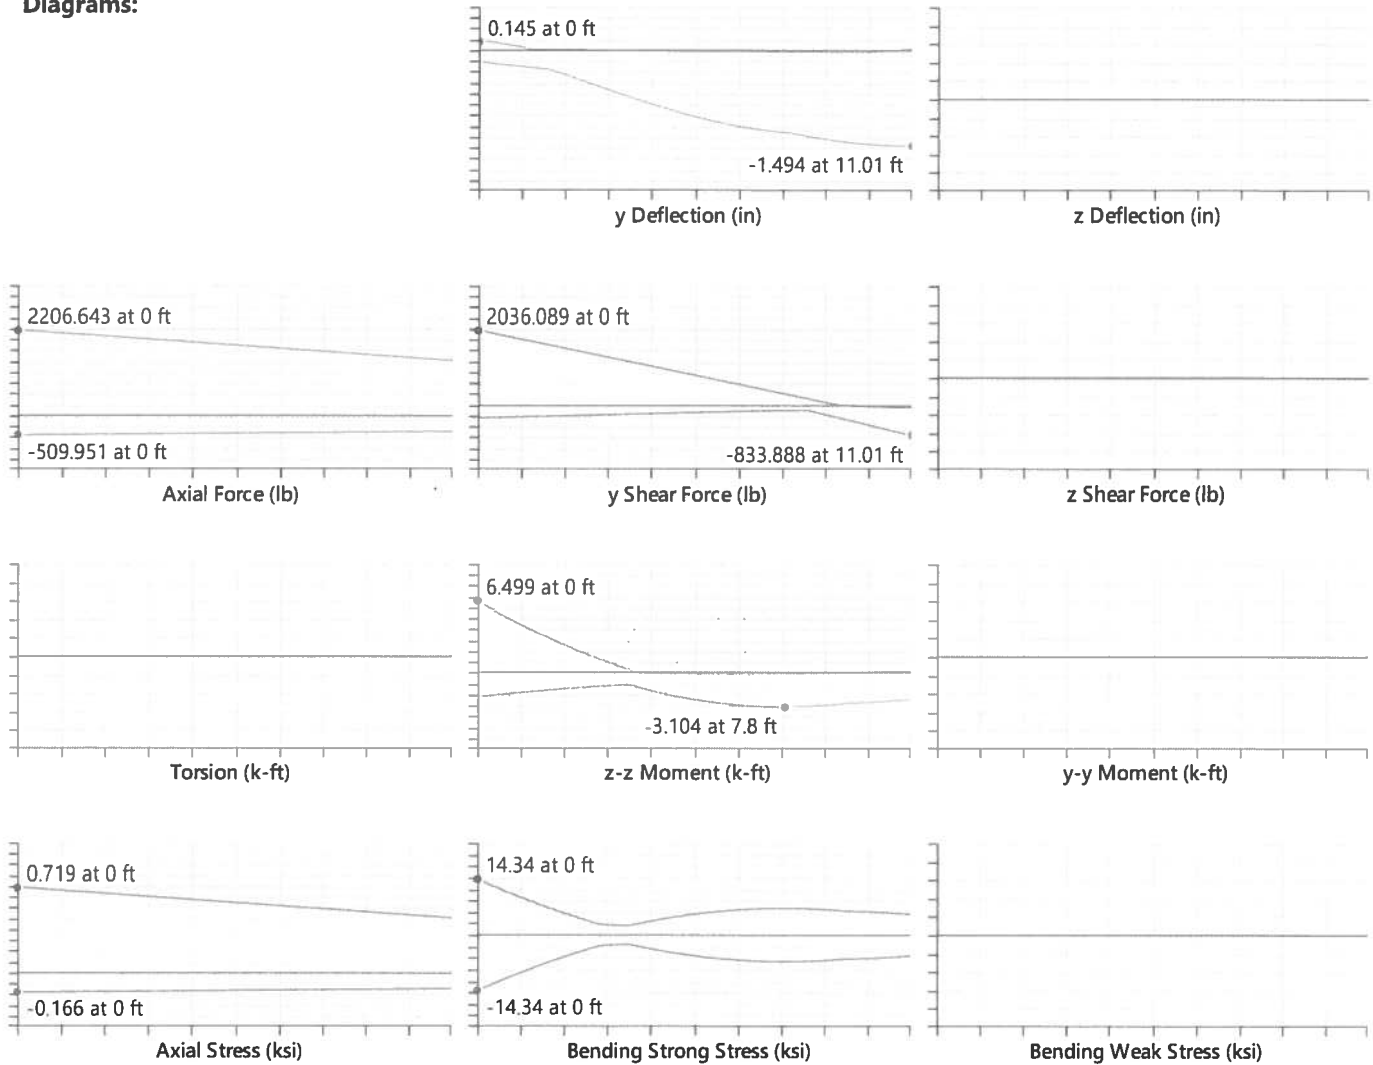 Diagrams:
0.145 at 0 ft
-1.494 at 11.01 ft
y Deflection (in)
z Deflection (in)
2206.643 at 0 ft
-509.951 at 0 ft
Axial Force (lb)
2036.089 at 0 ft
-833.888 at 11.01 ft
y Shear Force (lb)
z Shear Force (lb)
Torsion (k-ft)
6.499 at 0 ft
-3.104 at 7.8 ft
z-z Moment (k-ft)
y-y Moment (k-ft)
0.719 at 0 ft
-0.166 at 0 ft
Axial Stress (ksi)
14.34 at 0 ft
-14.34 at 0 ft
Bending Strong Stress (ksi)
Bending Weak Stress (ksi)